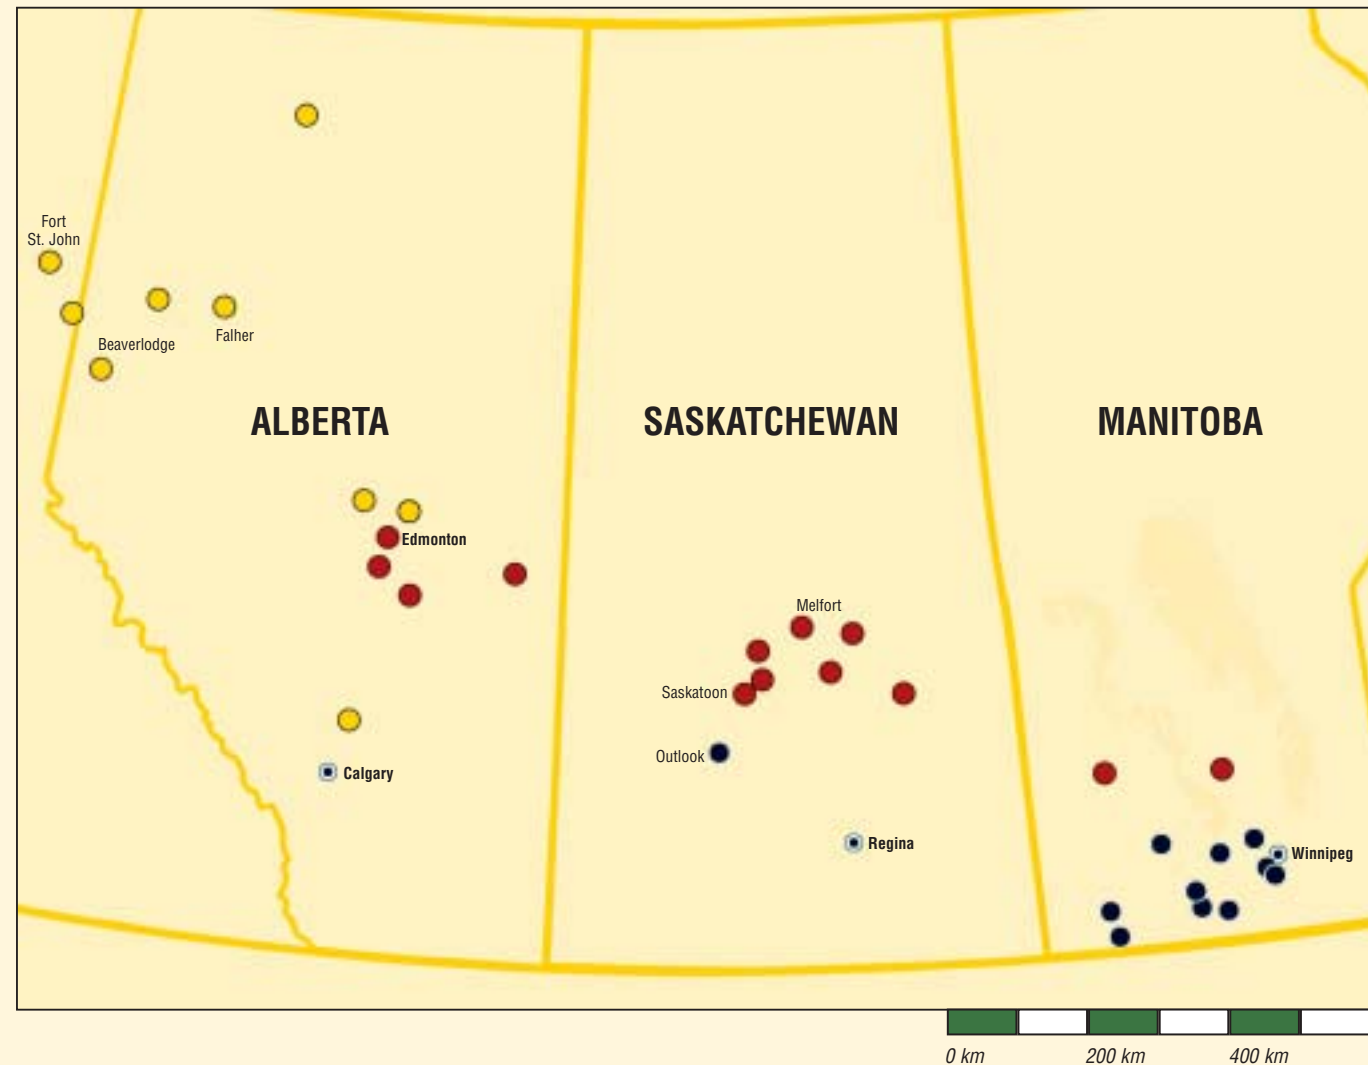 Fort
St. John
Beaverlodge
Falher
ALBERTA
SASKATCHEWAN
MANITOBA
Edmonton
Melfort
Saskatoon
Outlook
Calgary
Regina
Winnipeg
0 km
200 km
400 km